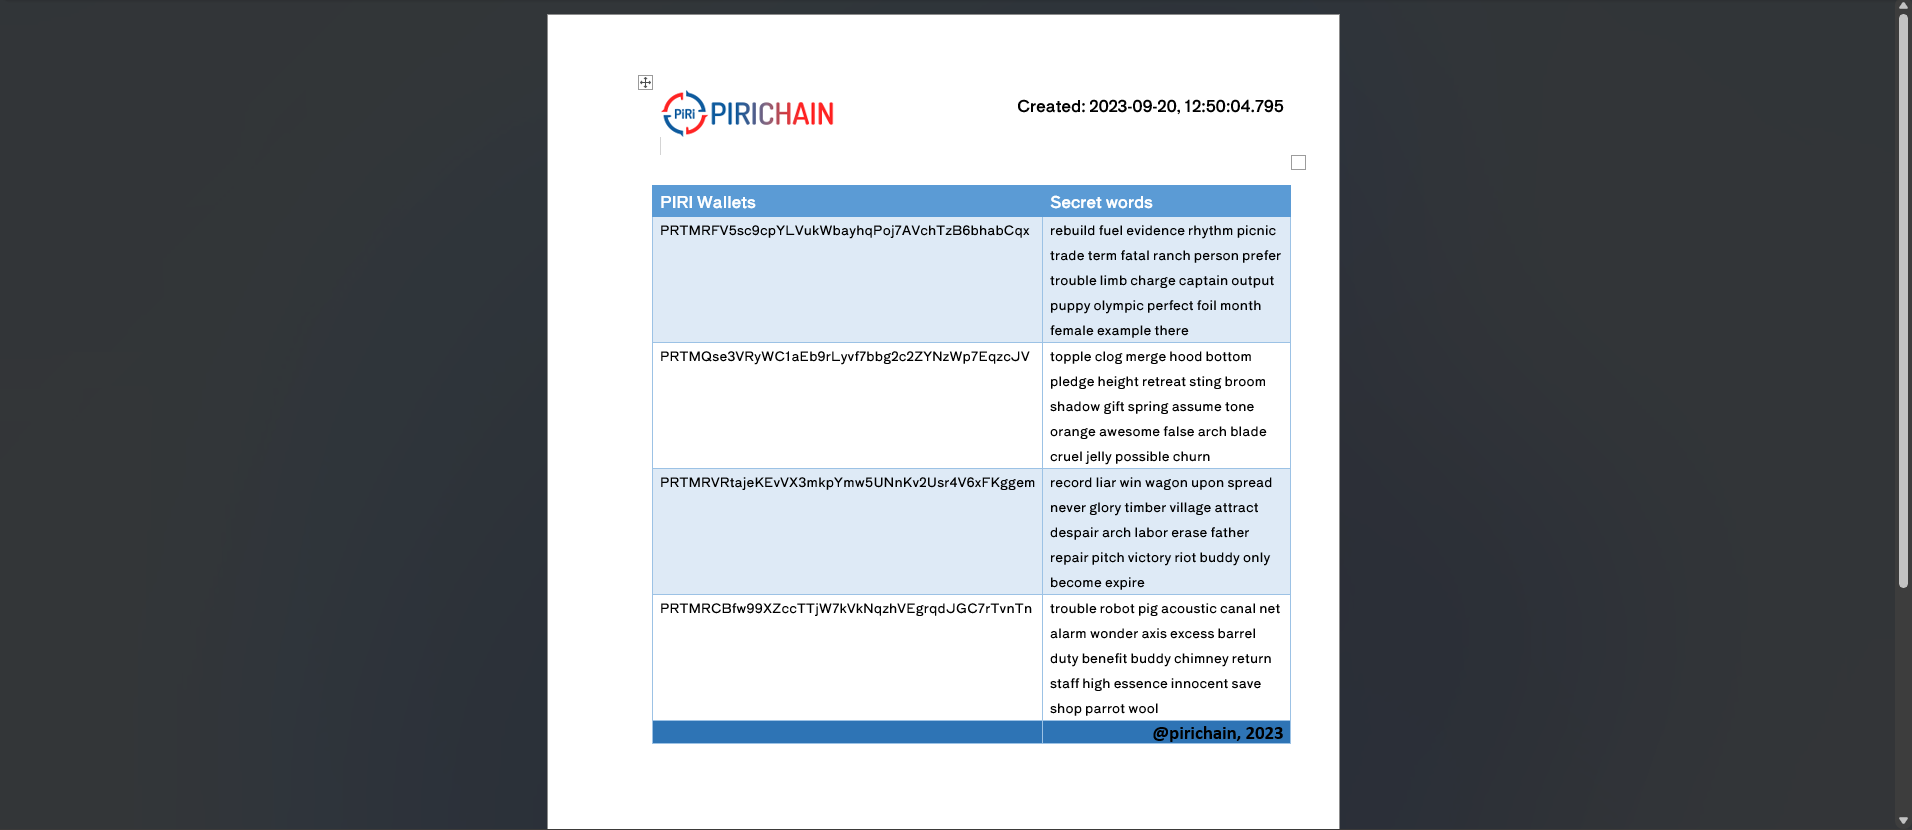 PiRi PIRICHAIN
Created: 2023-09-20, 12:50:04.795
PIRI Wallets Secret words
PRTMRFV5sc9cpYLVukWbayhqPoj7AVchTzB6bhabCqx rebuild fuel evidence rhythm picnic
trade term fatal ranch person prefer
trouble limb charge captain output
puppy olympic perfect foil month
female example there
PRTMQse3VRyWC1aEb9rLyvf7bbg2c2ZYNzWp7EqzcJV topple clog merge hood bottom
pledge height retreat sting broom
shadow gift spring assume tone
orange awesome false arch blade
cruel jelly possible churn
PRTMRVRtajeKEvVX3mkpYmw5UNnKv2Usr4V6xFKggem record liar win wagon upon spread
never glory timber village attract
despair arch labor erase father
repair pitch victory riot buddy only
become expire
PRTMRCBfw99XZccTTjW7kVkNqzhVEgrqdJGC7rTvnTn trouble robot pig acoustic canal net
alarm wonder axis excess barrel
duty benefit buddy chimney return
staff high essence innocent save
shop parrot wool
@pirichain, 2023